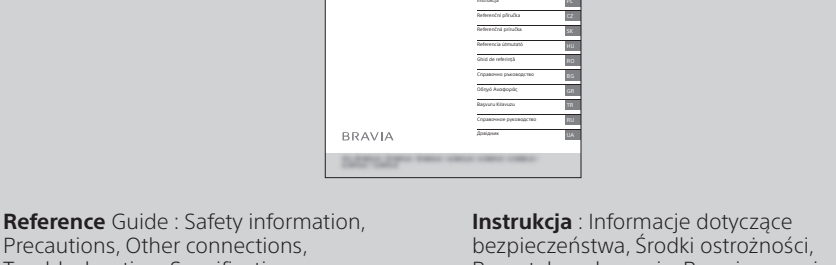 Instrukcja PL
Referenční příručka CZ
Referenčná príručka SK
Referencia útmutató HU
Ghid de referință RO
Справочно ръководство BG
Οδηγό Αναφοράς GR
Başvuru Kılavuzu TR
Справочное руководство RU
Довідник UA
BRAVIA
Reference Guide : Safety information,
Precautions, Other connections,
Instrukcja : Informacje dotyczące
bezpieczeństwa, Środki ostrożności,